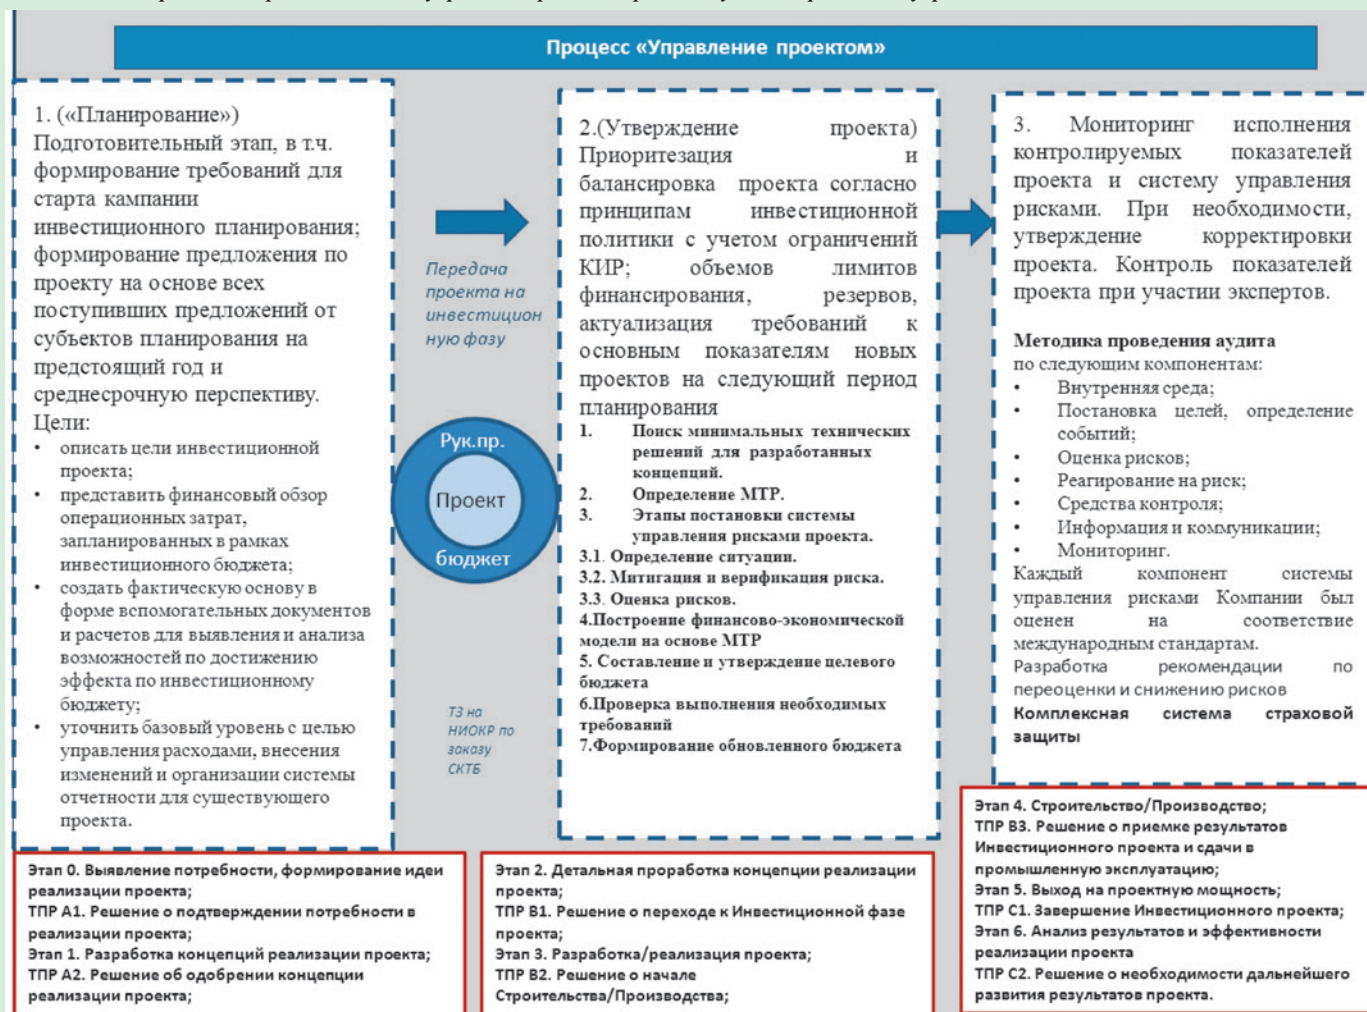 Процесс «Управление проектом»
1. («Планирование»)
Подготовительный этап, в т.ч.
формирование требований для
старта кампании
инвестиционного планирования;
формирование предложения по
проекту на основе всех
поступивших предложений от
субъектов планирования на
предстоящий год и
среднесрочную перспективу.
Цели:
• описать цели инвестиционной
проекта;
• представить финансовый обзор
операционных затрат,
запланированных в рамках
инвестиционного бюджета;
• создать фактическую основу в
форме вспомогательных документов
и расчетов для выявления и анализа
возможностей по достижению
эффекта по инвестиционному
бюджету;
• уточнить базовый уровень с целью
управления расходами, внесения
изменений и организации системы
отчетности для существующего
проекта.
Этап 0. Выявление потребности, формирование идеи
реализации проекта;
ТПР А1. Решение о подтверждении потребности в
реализации проекта;
Этап 1. Разработка концепций реализации проекта;
ТПР А2. Решение об одобрении концепции
реализации проекта;
Передача
проекта на
инвестицион
ную фазу
Рук.пр.
Проект
бюджет
ТЗ на
НИОКР по
заказу
СКТБ
2.(Утверждение проекта)
Приоритезация и
балансировка проекта согласно
принципам инвестиционной
политики с учетом ограничений
КИР; объемов лимитов
финансирования, резервов,
актуализация требований к
основным показателям новых
проектов на следующий период
планирования
1. Поиск минимальных технических
решений для разработанных
концепций.
2. Определение МТР.
3. Этапы постановки системы
управления рисками проекта.
3.1. Определение ситуации.
3.2. Митигация и верификация риска.
3.3. Оценка рисков.
4.Построение финансово-экономической
модели на основе МТР
5. Составление и утверждение целевого
бюджета
6.Проверка выполнения необходимых
требований
7.Формирование обновленного бюджета
Этап 2. Детальная проработка концепции реализации
проекта;
ТПР В1. Решение о переходе к Инвестиционной фазе
проекта;
Этап 3. Разработка/реализация проекта;
ТПР В2. Решение о начале
Строительства/Производства;
3. Мониторинг исполнения
контролируемых показателей
проекта и систему управления
рисками. При необходимости,
утверждение корректировки
проекта. Контроль показателей
проекта при участии экспертов.
Методика проведения аудита
по следующим компонентам:
• Внутренняя среда;
• Постановка целей, определение
событий;
• Оценка рисков;
• Реагирование на риск;
• Средства контроля;
• Информация и коммуникации;
• Мониторинг.
Каждый компонент системы
управления рисками Компании был
оценен на соответствие
международным стандартам.
Разработка рекомендации по
переоценки и снижению рисков
Комплексная система страховой
защиты
Этап 4. Строительство/Производство;
ТПР В3. Решение о приемке результатов
Инвестиционного проекта и сдачи в
промышленную эксплуатацию;
Этап 5. Выход на проектную мощность;
ТПР С1. Завершение Инвестиционного проекта;
Этап 6. Анализ результатов и эффективности
реализации проекта
ТПР С2. Решение о необходимости дальнейшего
развития результатов проекта.